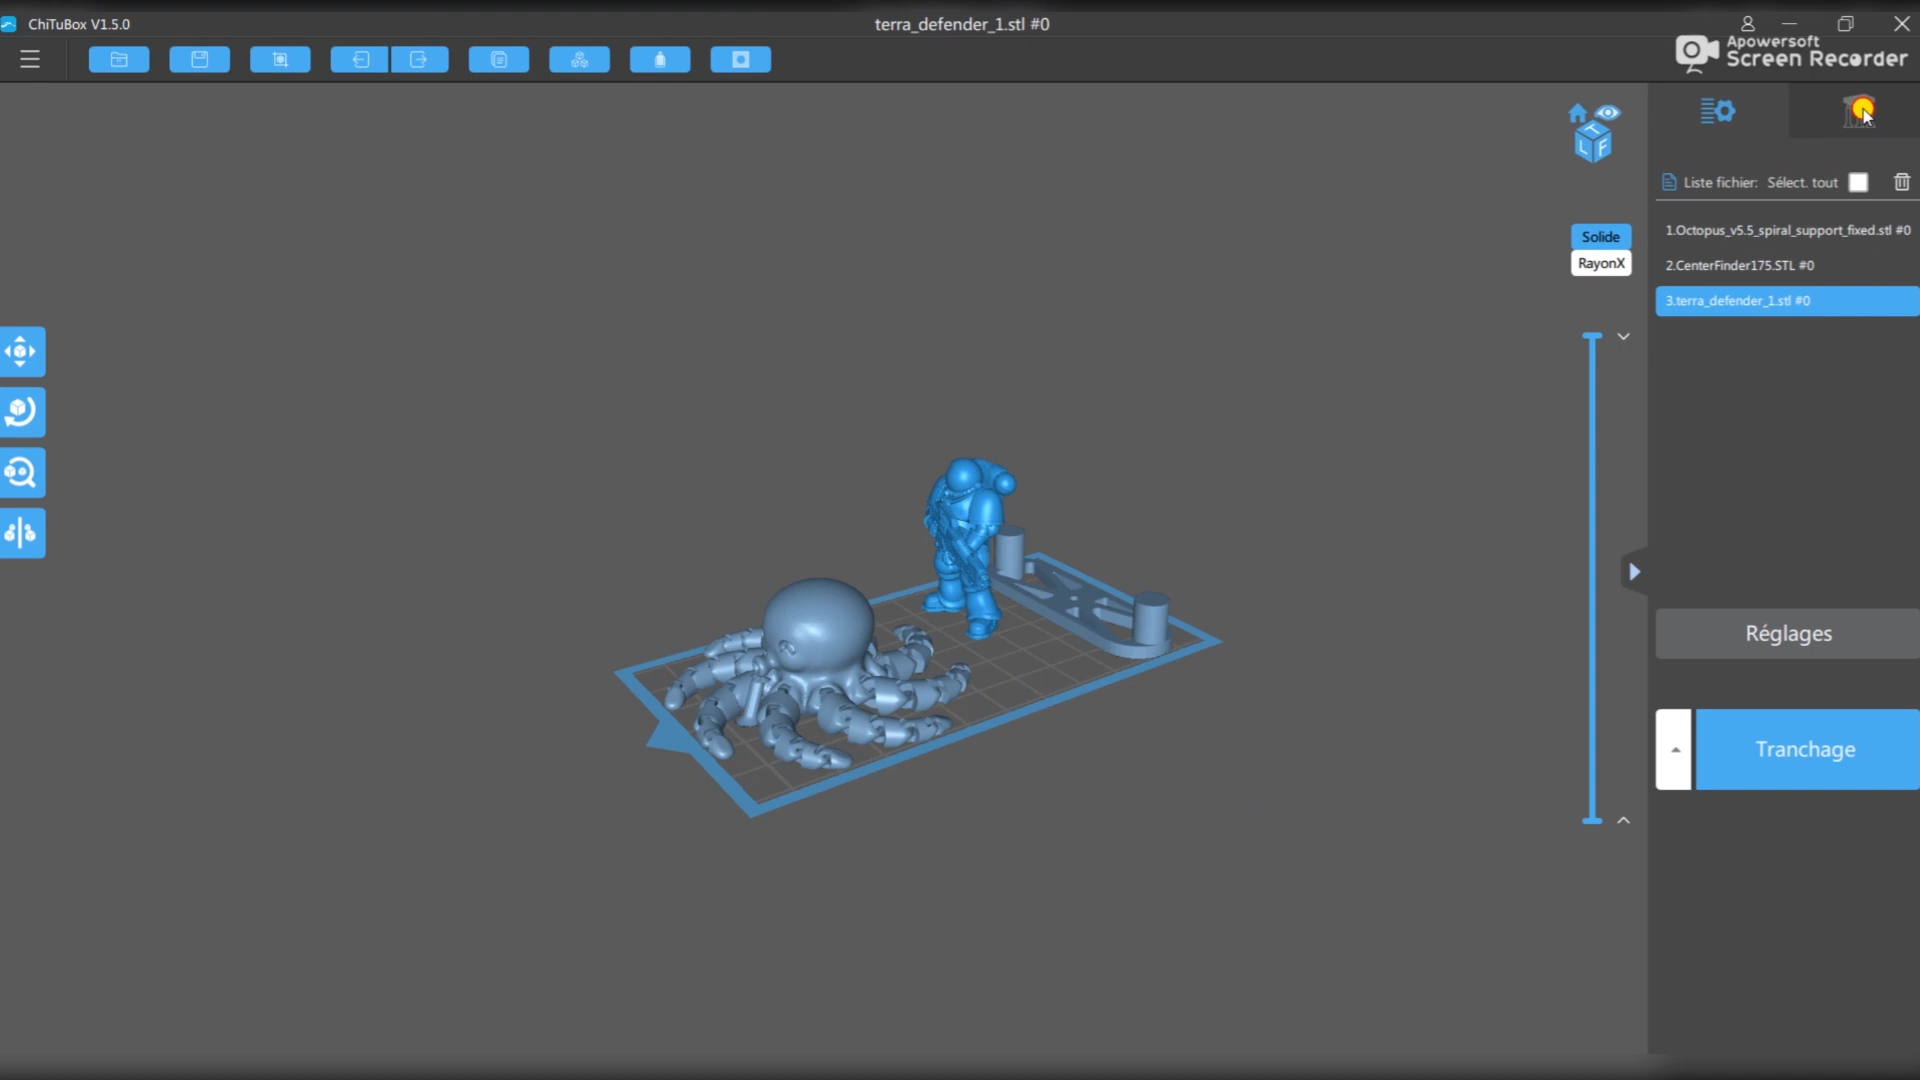 ChiTuBox V1.5.0
terra_defender_1.stl #0
Apowersoft
Screen Recorder
T
L F
Liste fichier: Sélect. tout
1.Octopus_v5.5_spiral_support_fixed.stl #0
Solide
RayonX
2.CenterFinder175.STL #0
3.terra_defender_1.stl #0
Réglages
Tranchage